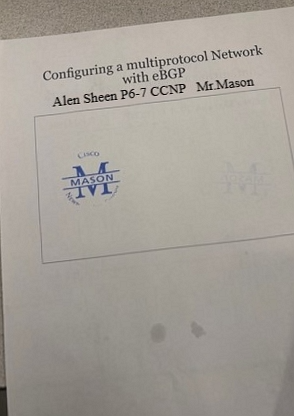 Configuring a multiprotocol Network
with eBGP
Alen Sheen P6-7 CCNP Mr.Mason
CISCO
M
MASON